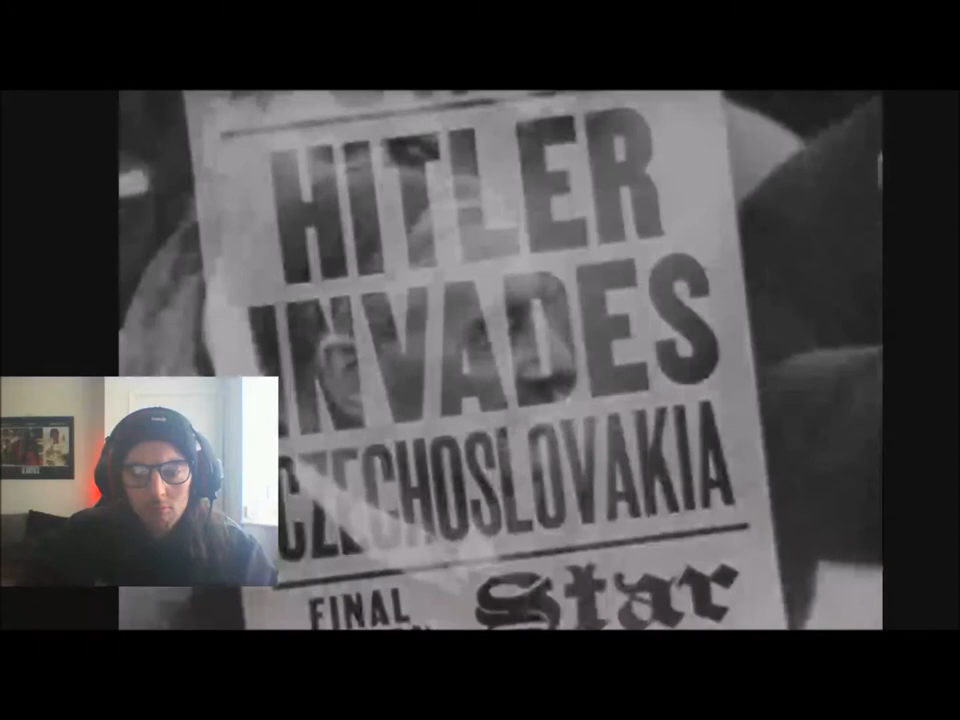 HITLER
INVADES
CZECHOSLOVAKIA
FINAL
Star